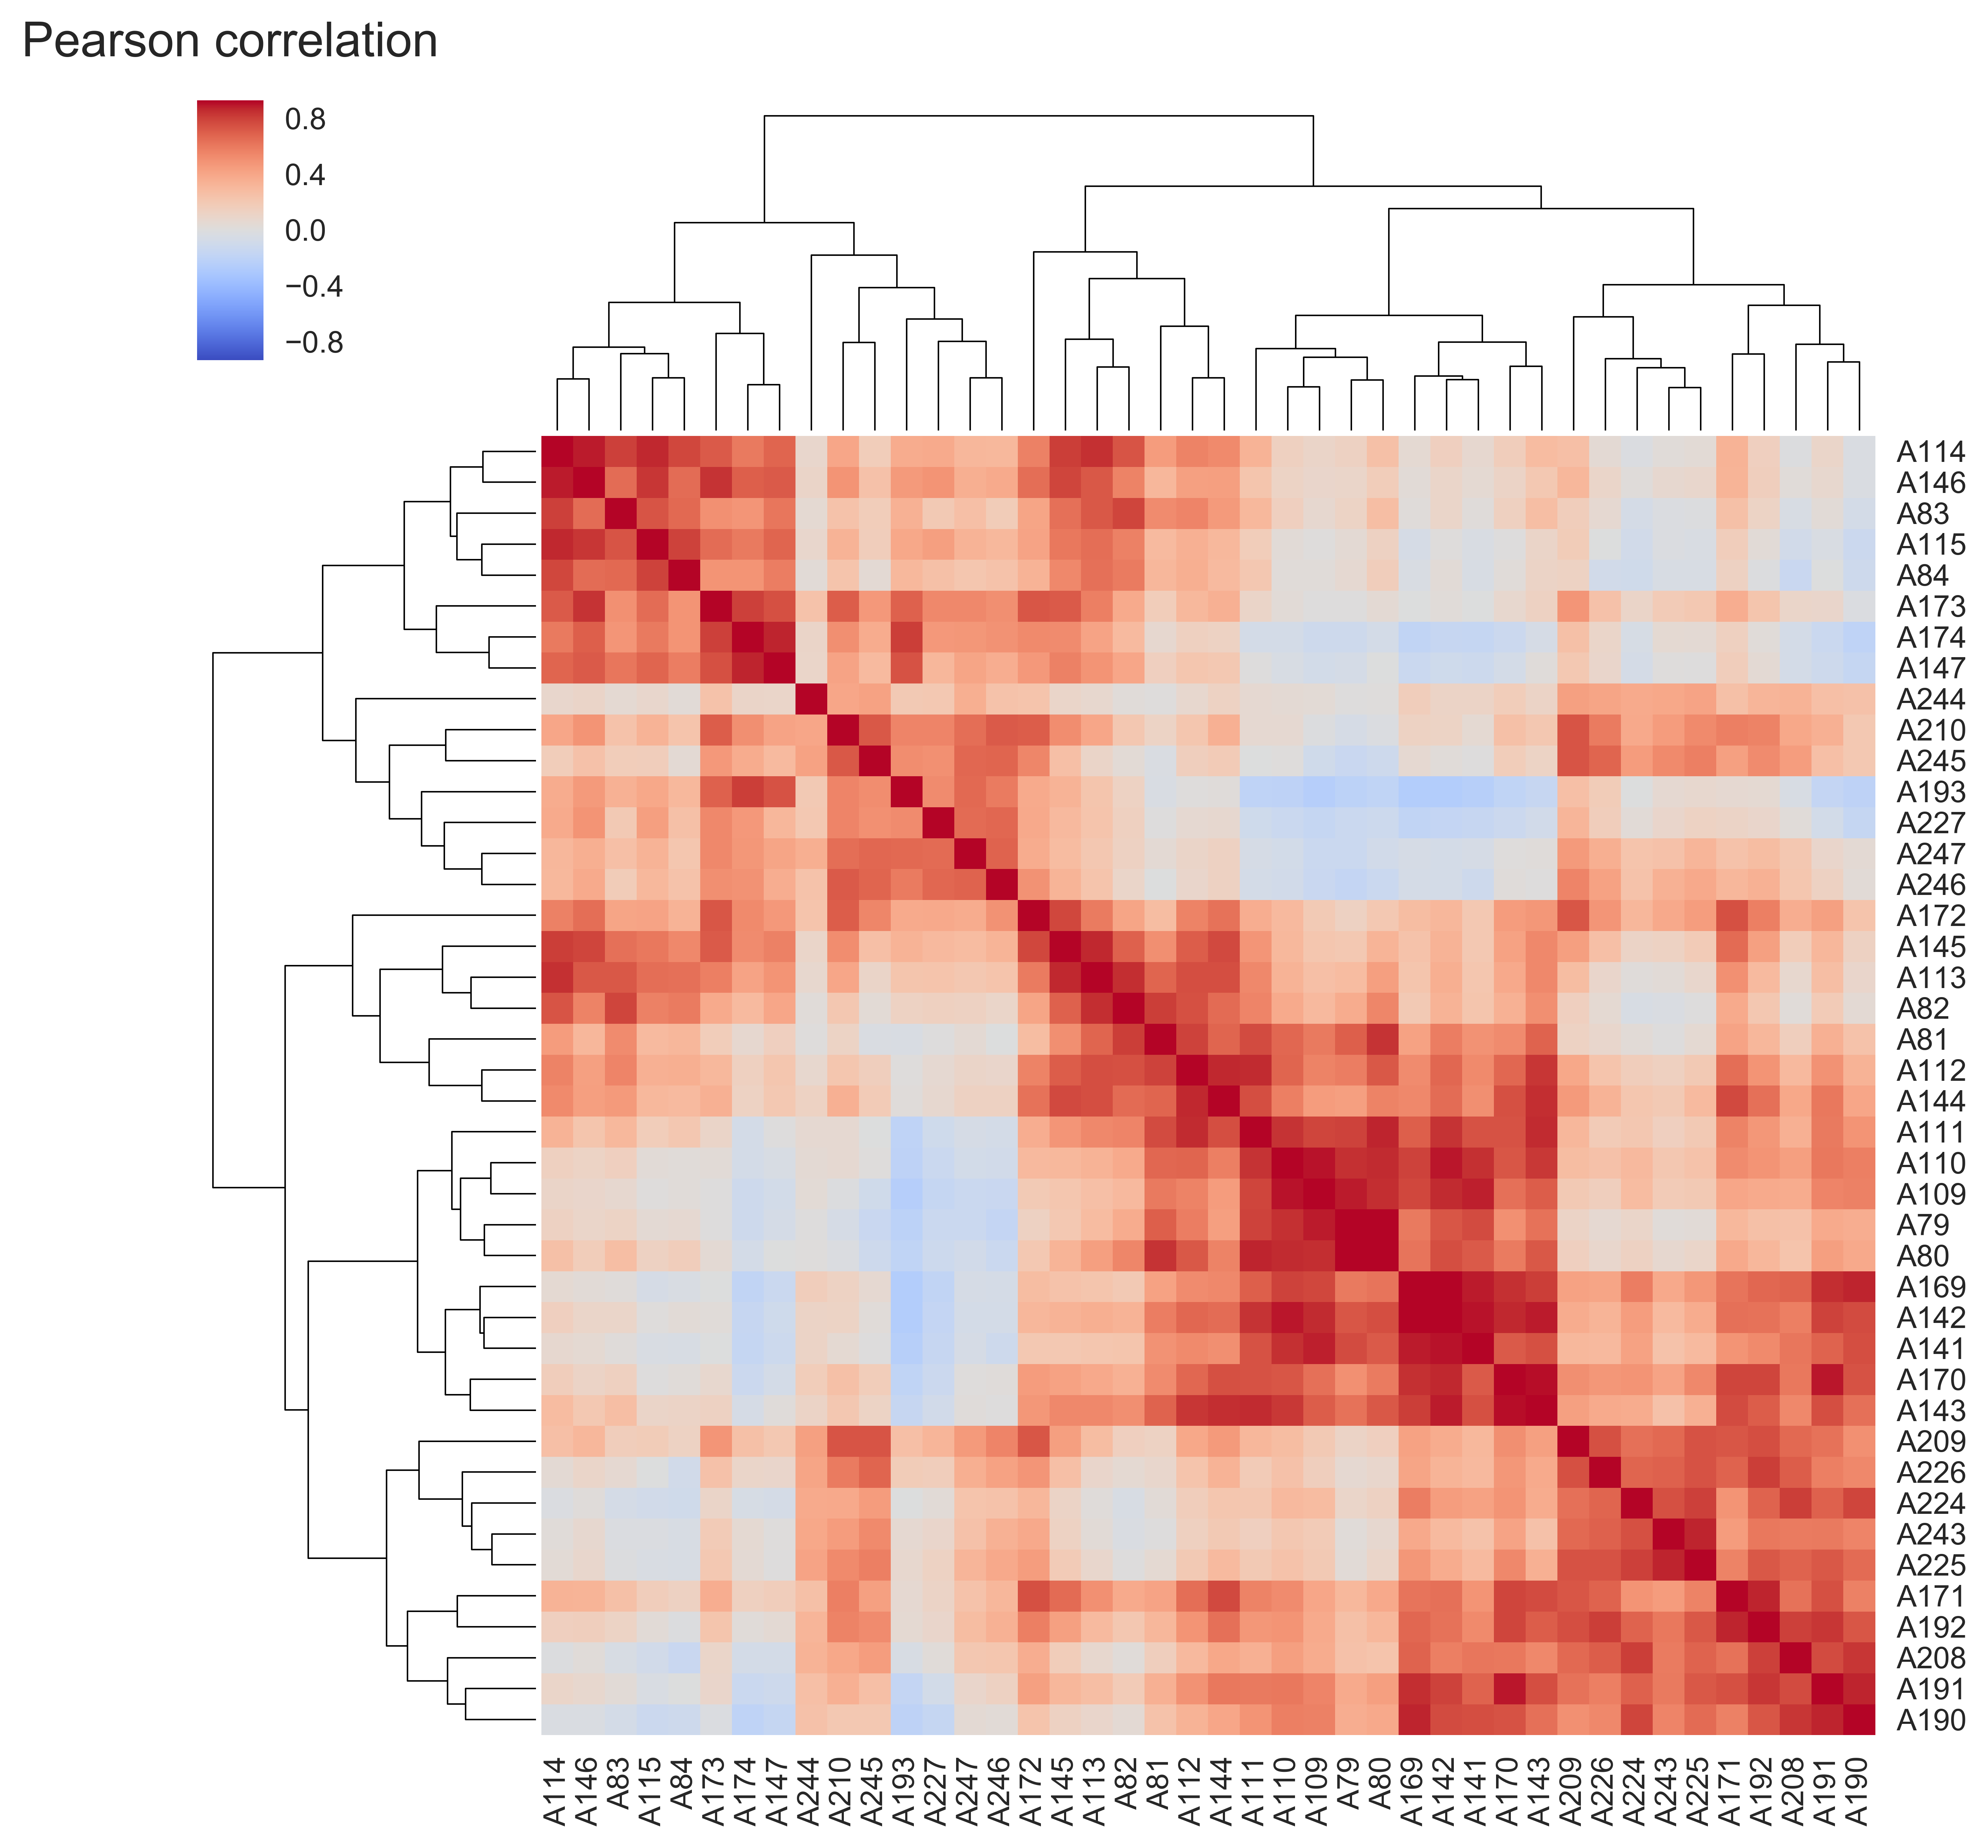 Pearson correlation
0.8
0.4
0.0
−0.4
−0.8
A114
A146
A83
A115
A84
A173
A174
A147
A244
A210
A245
A193
A227
A247
A246
A172
A145
A113
A82
A81
A112
A144
A111
A110
A109
A79
A80
A169
A142
A141
A170
A143
A209
A226
A224
A243
A225
A171
A192
A208
A191
A190
A114
A146
A83
A115
A84
A173
A174
A147
A244
A210
A245
A193
A227
A247
A246
A172
A145
A113
A82
A81
A112
A144
A111
A110
A109
A79
A80
A169
A142
A141
A170
A143
A209
A226
A224
A243
A225
A171
A192
A208
A191
A190